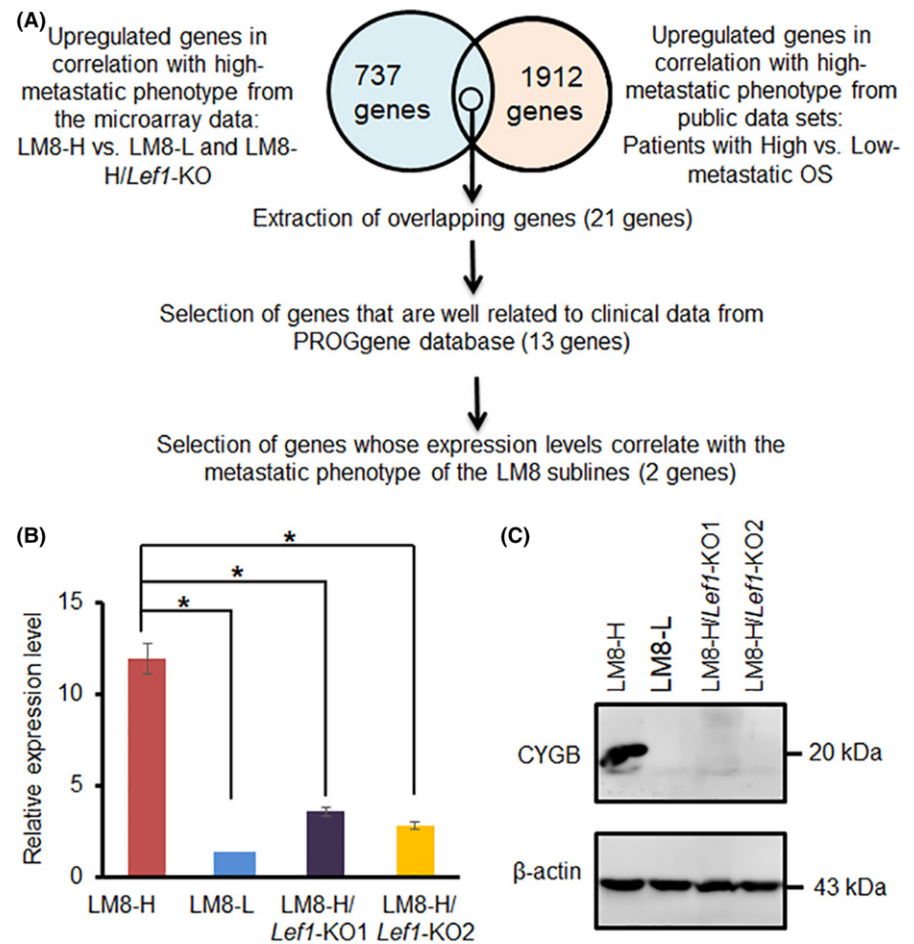 (A)
Upregulated genes in
correlation with high-
metastatic phenotype from
the microarray data:
LM8-H vs. LM8-L and LM8-
H/Lef1-KO
737
genes
1912
genes
Upregulated genes in
correlation with high-
metastatic phenotype from
public data sets:
Patients with High vs. Low-
metastatic OS
Extraction of overlapping genes (21 genes)
Selection of genes that are well related to clinical data from
PROGgene database (13 genes)
Selection of genes whose expression levels correlate with the
metastatic phenotype of the LM8 sublines (2 genes)
(B)
*
*
*
Relative expression level
15
10
5
0
LM8-H
LM8-L
LM8-H/
Lef1-KO1
LM8-H/
Lef1-KO2
(C)
LM8-H
LM8-L
LM8-H/Lef1-KO1
LM8-H/Lef1-KO2
CYGB
20 kDa
β-actin
43 kDa